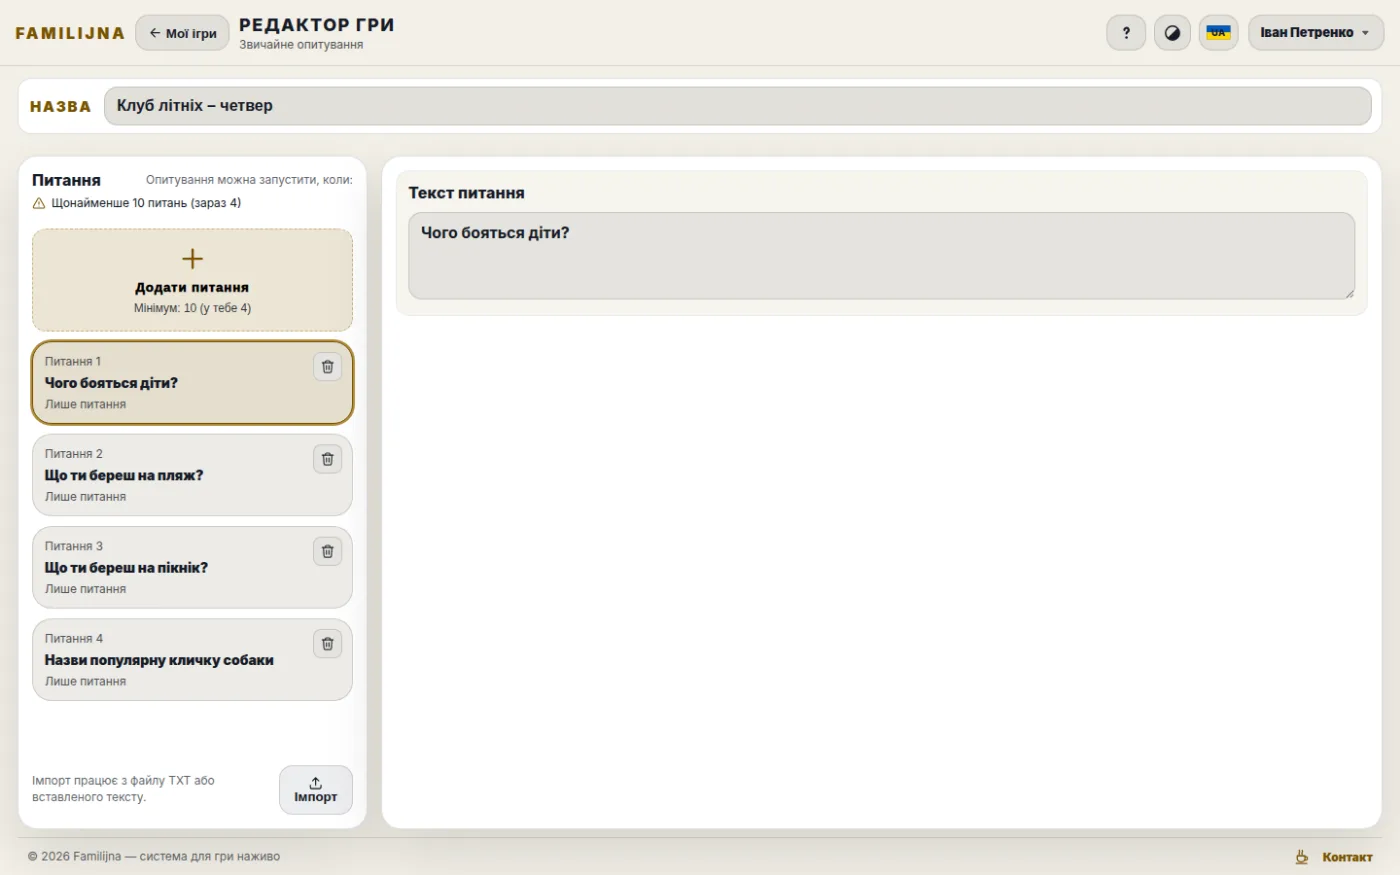 FAMILIJNA
← Мої ігри
РЕДАКТОР ГРИ
Звичайне опитування
?
UA
Іван Петренко
НАЗВА
Клуб літніх – четвер
Питання
Опитування можна запустити, коли:
Щонайменше 10 питань (зараз 4)
Додати питання
Мінімум: 10 (у тебе 4)
Питання 1
Чого бояться діти?
Лише питання
Питання 2
Що ти береш на пляж?
Лише питання
Питання 3
Що ти береш на пікнік?
Лише питання
Питання 4
Назви популярну кличку собаки
Лише питання
Імпорт працює з файлу TXT або
вставленого тексту.
Імпорт
Текст питання
Чого бояться діти?
© 2026 Familijna — система для гри наживо
Контакт